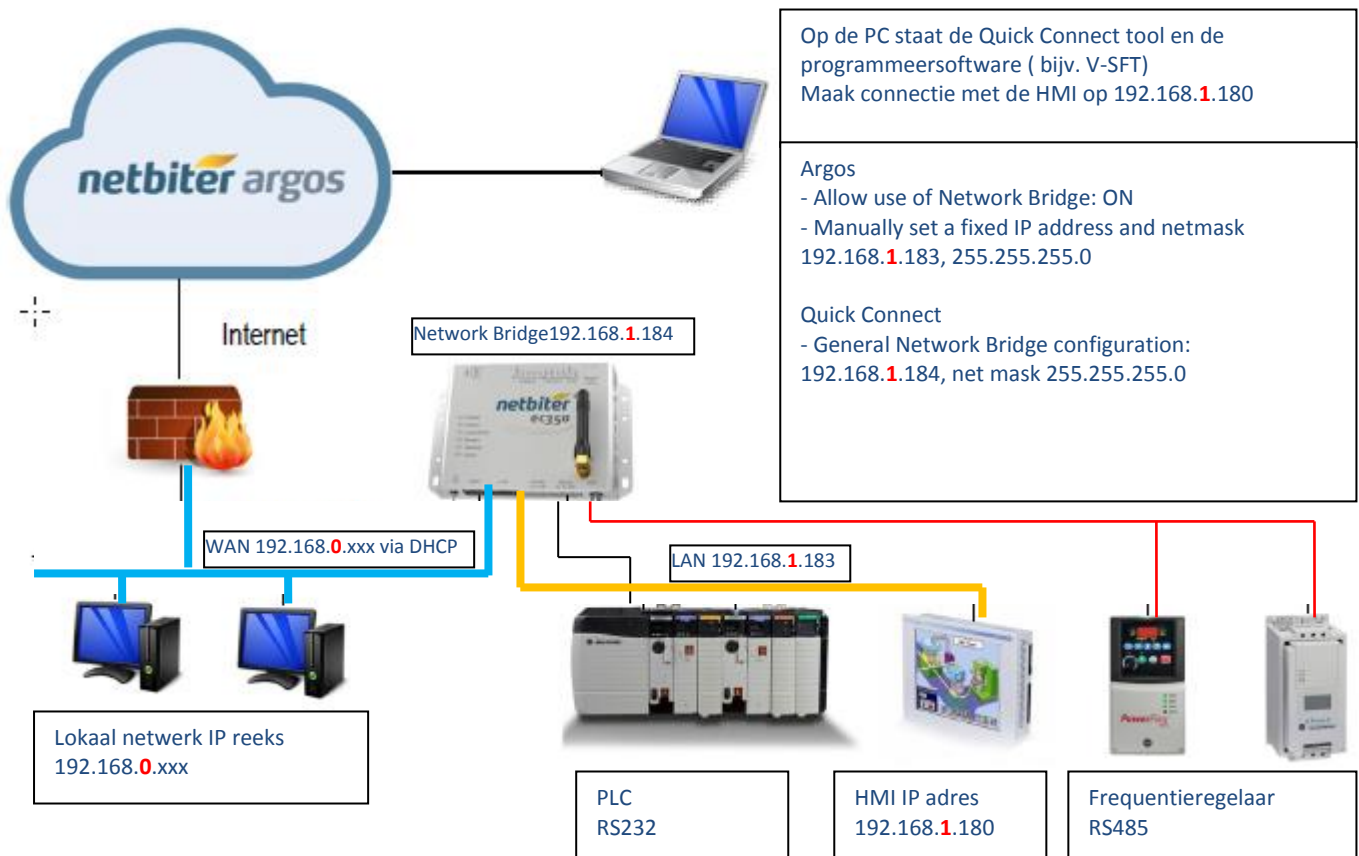 netbiter argos
Op de PC staat de Quick Connect tool en de
programmeersoftware ( bijv. V-SFT)
Maak connectie met de HMI op 192.168.1.180
Argos
- Allow use of Network Bridge: ON
- Manually set a fixed IP address and netmask
192.168.1.183, 255.255.255.0
Quick Connect
- General Network Bridge configuration:
192.168.1.184, net mask 255.255.255.0
Internet
Network Bridge192.168.1.184
netbiter
ec350
WAN 192.168.0.xxx via DHCP
LAN 192.168.1.183
PowerFlex
Lokaal netwerk IP reeks
192.168.0.xxx
PLC
RS232
HMI IP adres
192.168.1.180
Frequentieregelaar
RS485